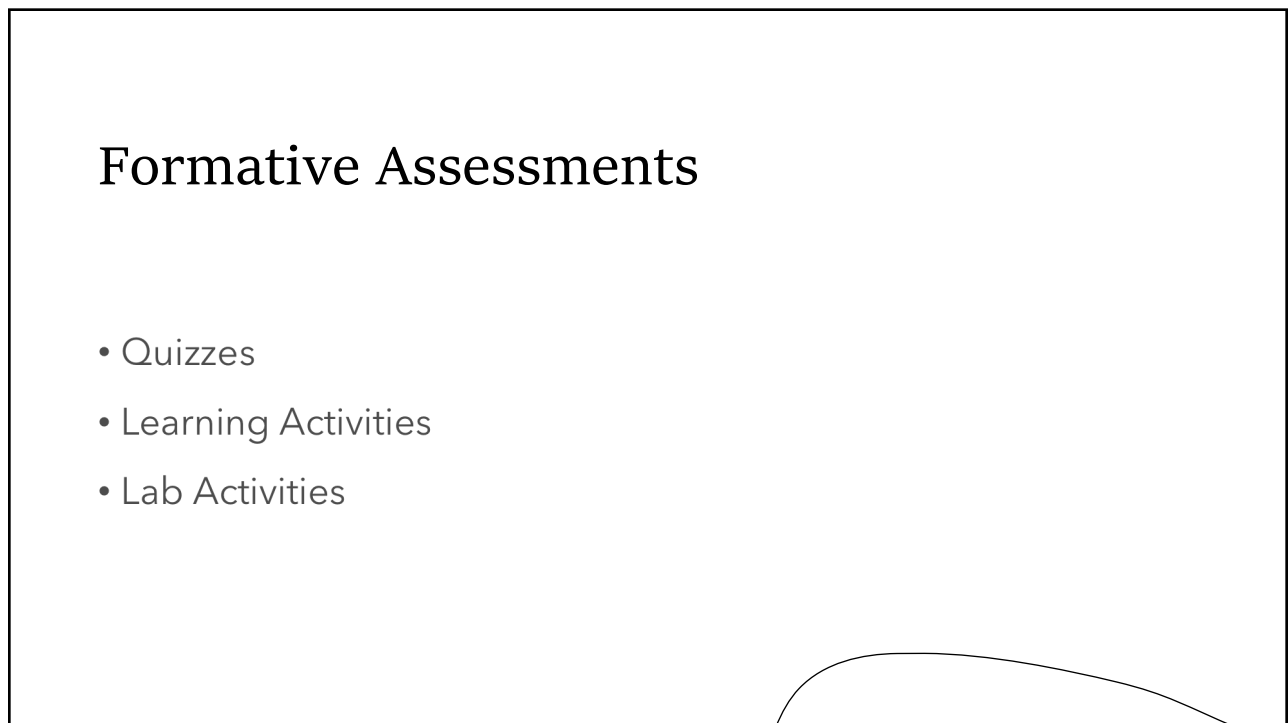 Formative Assessments
• Quizzes
• Learning Activities
• Lab Activities